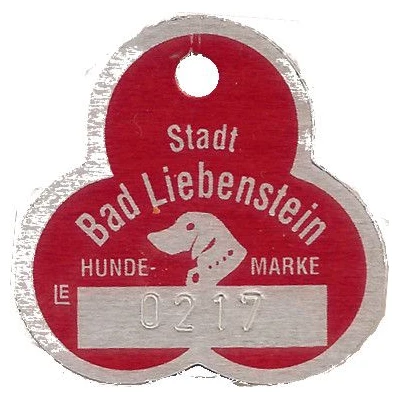 Stadt
Bad Liebenstein
HUNDE- MARKE
LE
0217